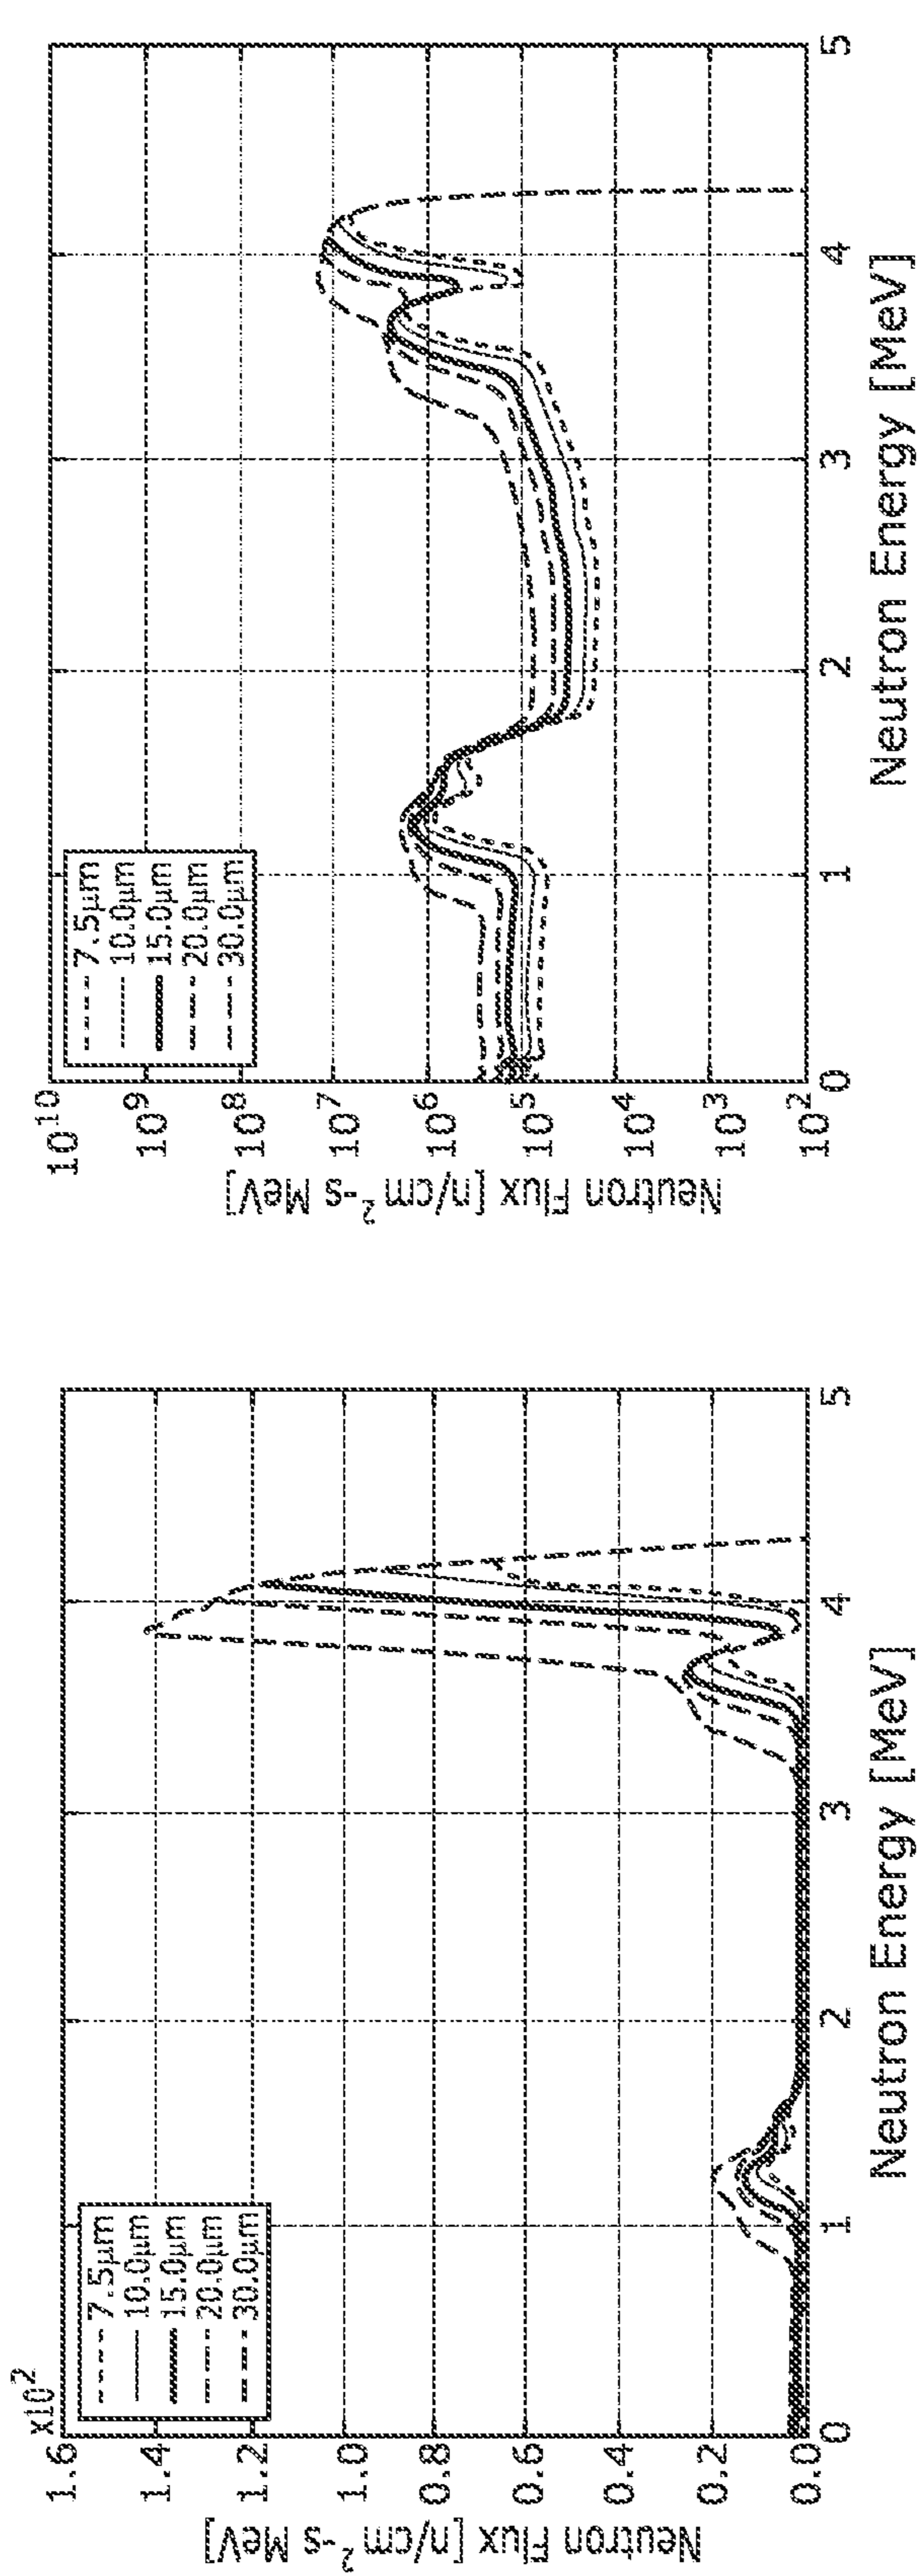 x10²
1.6
1.4
1.2
1.0
0.8
0.6
0.4
0.2
0.0
Neutron Flux [n/cm²-s MeV]
7.5μm
10.0μm
15.0μm
20.0μm
30.0μm
0 1 2 3 4 5
Neutron Energy [MeV]
10¹⁰
10⁹
10⁸
10⁷
10⁶
10⁵
10⁴
10³
10²
Neutron Flux [n/cm²-s MeV]
7.5μm
10.0μm
15.0μm
20.0μm
30.0μm
0 1 2 3 4 5
Neutron Energy [MeV]